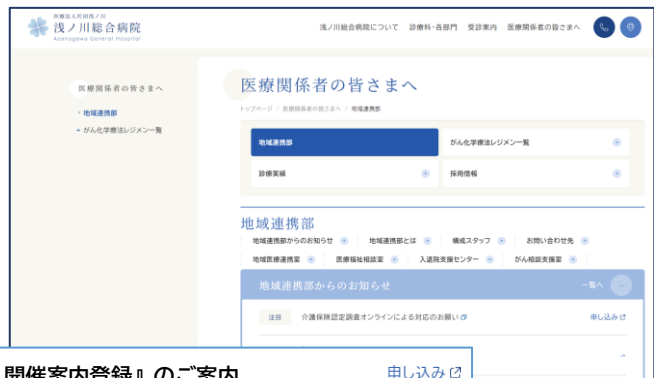 医療法人社団浅ノ川
浅ノ川総合病院
Asanogawa General Hospital
浅ノ川総合病院について 診療科・各部門 受診案内 医療関係者の皆さまへ
医療関係者の皆さまへ
地域連携部
+ がん化学療法レジメン一覧
医療関係者の皆さまへ
トップページ / 医療関係者の皆さまへ / 地域連携部
地域連携部 がん化学療法レジメン一覧
診療実績 採用情報
地域連携部
地域連携部からのお知らせ 地域連携部とは 構成スタッフ お問い合わせ先
地域医療連携室 医療福祉相談室 入退院支援センター がん相談支援室
地域連携部からのお知らせ 一覧へ
注目 介護保険認定調査オンラインによる対応のお願い 申し込み
開催案内登録』のご案内 申し込み